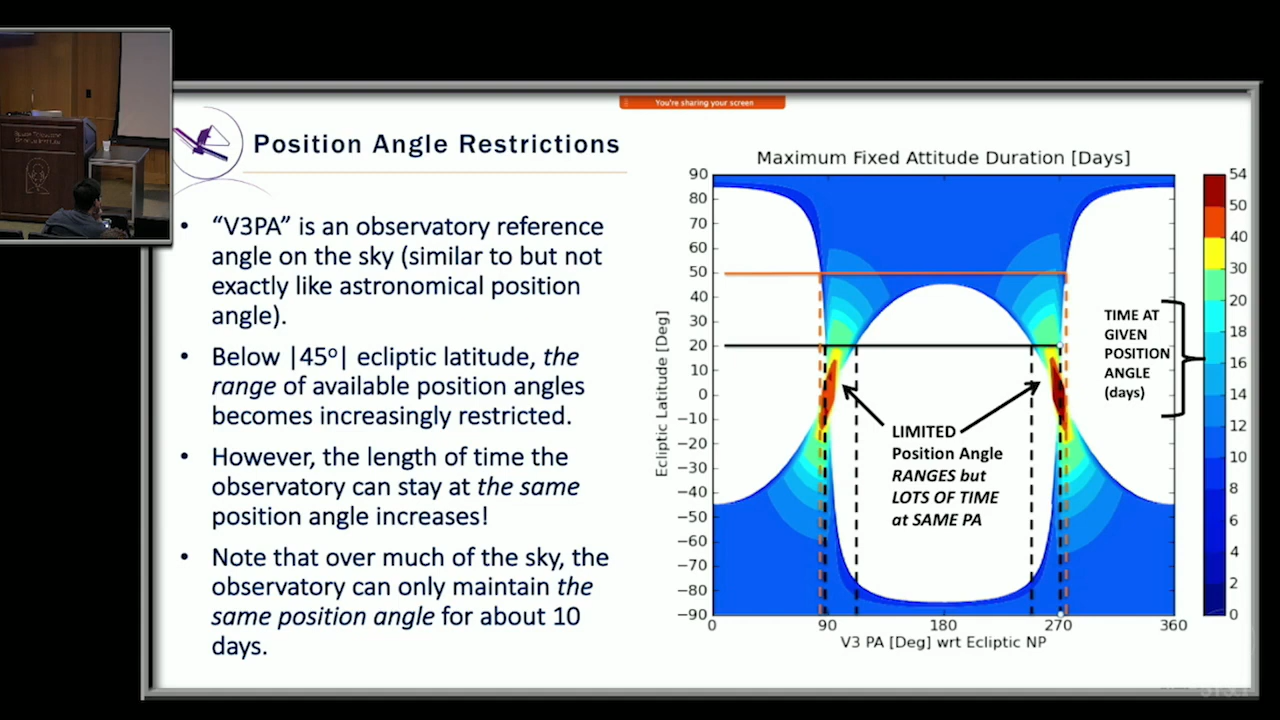 You're sharing your screen
Position Angle Restrictions
• “V3PA” is an observatory reference
angle on the sky (similar to but not
exactly like astronomical position
angle).
• Below |45º| ecliptic latitude, the
range of available position angles
becomes increasingly restricted.
• However, the length of time the
observatory can stay at the same
position angle increases!
• Note that over much of the sky, the
observatory can only maintain the
same position angle for about 10
days.
Maximum Fixed Attitude Duration [Days]
Ecliptic Latitude [Deg]
90
80
70
60
50
40
30
20
10
0
−10
−20
−30
−40
−50
−60
−70
−80
−90
0 90 180 270 360
V3 PA [Deg] wrt Ecliptic NP
LIMITED
Position Angle
RANGES but
LOTS OF TIME
at SAME PA
TIME AT
GIVEN
POSITION
ANGLE
(days)
54
50
40
30
20
18
16
14
12
10
8
6
4
2
0